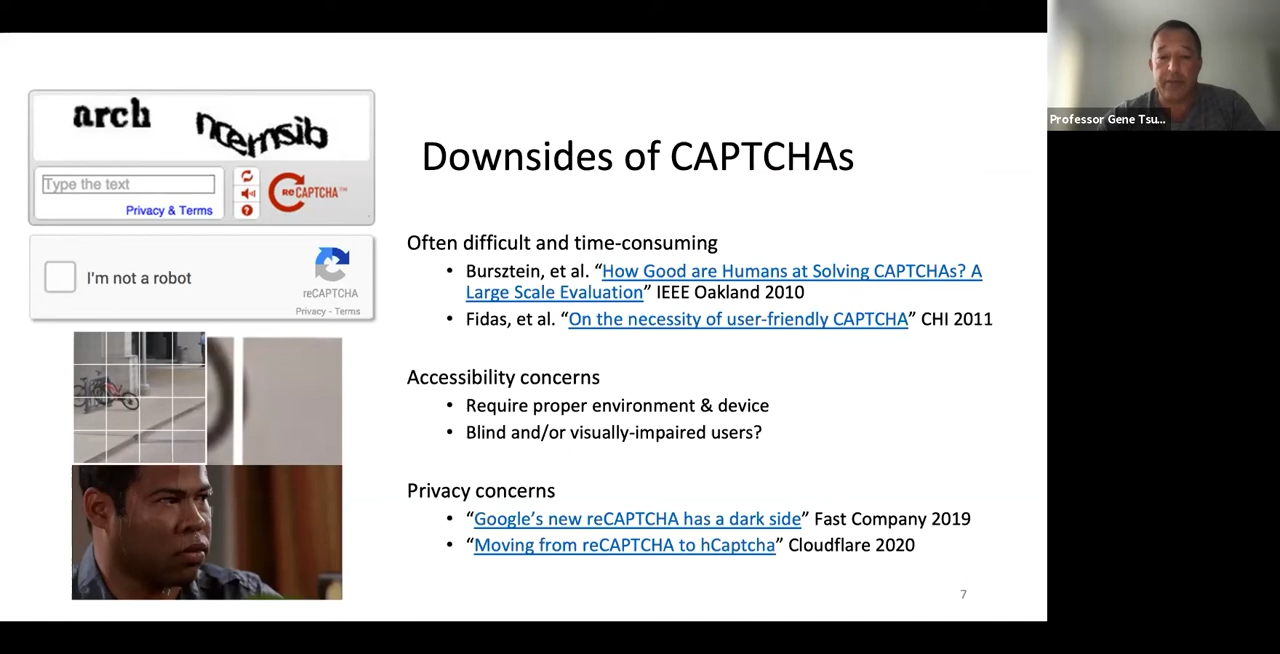 arch ncemsib
Type the text
Privacy & Terms
reCAPTCHA™
I'm not a robot
reCAPTCHA
Privacy - Terms
Downsides of CAPTCHAs
Often difficult and time-consuming
• Bursztein, et al. “How Good are Humans at Solving CAPTCHAs? A
Large Scale Evaluation” IEEE Oakland 2010
• Fidas, et al. “On the necessity of user-friendly CAPTCHA” CHI 2011
Accessibility concerns
• Require proper environment & device
• Blind and/or visually-impaired users?
Privacy concerns
• “Google’s new reCAPTCHA has a dark side” Fast Company 2019
• “Moving from reCAPTCHA to hCaptcha” Cloudflare 2020
7
Professor Gene Tsu...